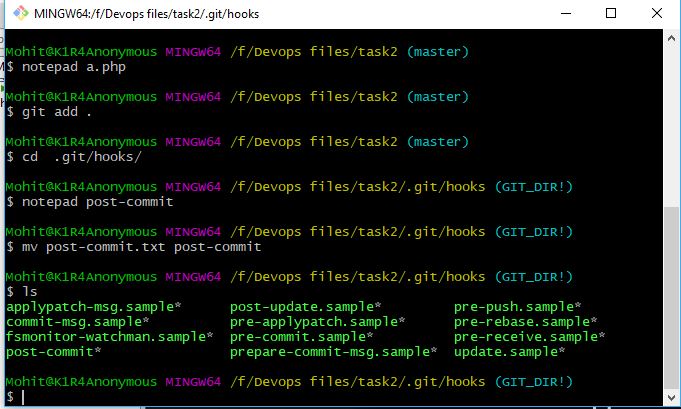 MINGW64:/f/Devops files/task2/.git/hooks
Mohit@K1R4Anonymous MINGW64 /f/Devops files/task2 (master)
$ notepad a.php
Mohit@K1R4Anonymous MINGW64 /f/Devops files/task2 (master)
$ git add .
Mohit@K1R4Anonymous MINGW64 /f/Devops files/task2 (master)
$ cd  .git/hooks/
Mohit@K1R4Anonymous MINGW64 /f/Devops files/task2/.git/hooks (GIT_DIR!)
$ notepad post-commit
Mohit@K1R4Anonymous MINGW64 /f/Devops files/task2/.git/hooks (GIT_DIR!)
$ mv post-commit.txt post-commit
Mohit@K1R4Anonymous MINGW64 /f/Devops files/task2/.git/hooks (GIT_DIR!)
$ ls
applypatch-msg.sample*      post-update.sample*         pre-push.sample*
commit-msg.sample*          pre-applypatch.sample*      pre-rebase.sample*
fsmonitor-watchman.sample*  pre-commit.sample*          pre-receive.sample*
post-commit*                prepare-commit-msg.sample*  update.sample*
Mohit@K1R4Anonymous MINGW64 /f/Devops files/task2/.git/hooks (GIT_DIR!)
$